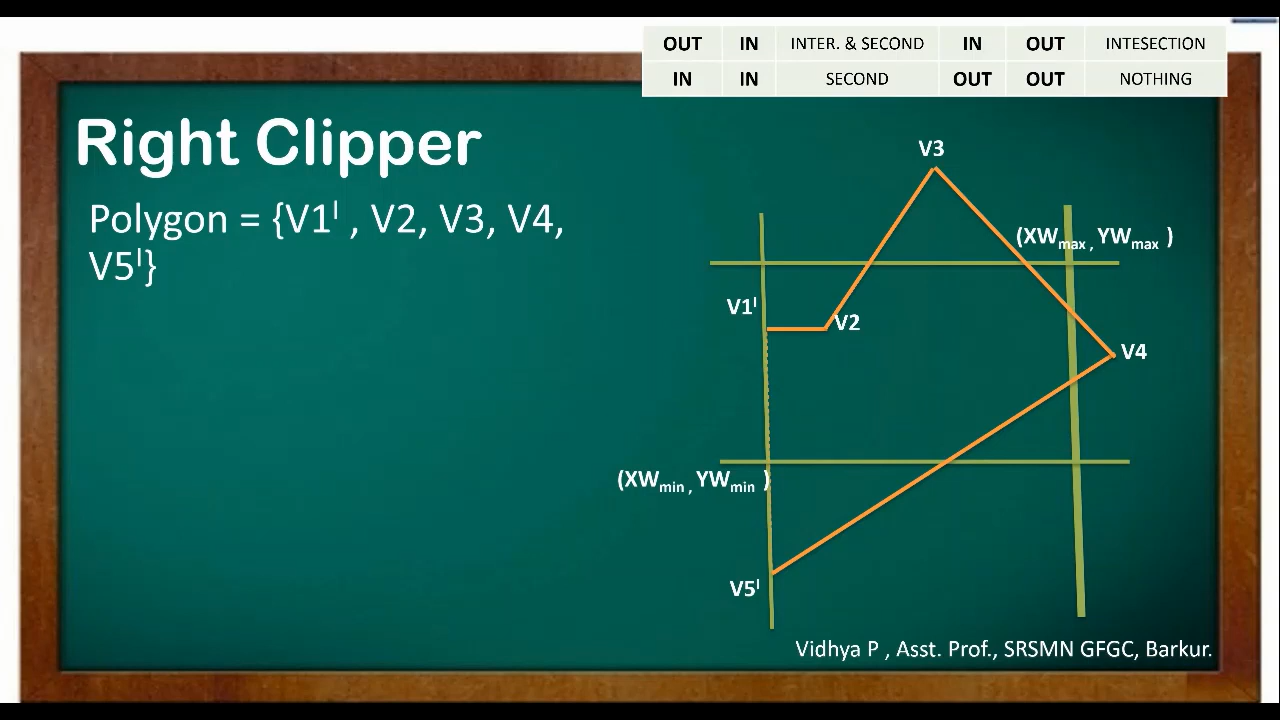 OUT IN INTER. & SECOND IN OUT INTESECTION
IN IN SECOND OUT OUT NOTHING
Right Clipper
Polygon = {V1ᴵ , V2, V3, V4,
V5ᴵ}
V3
(XWmax , YWmax )
V1ᴵ
V2
V4
(XWmin , YWmin )
V5ᴵ
Vidhya P , Asst. Prof., SRSMN GFGC, Barkur.